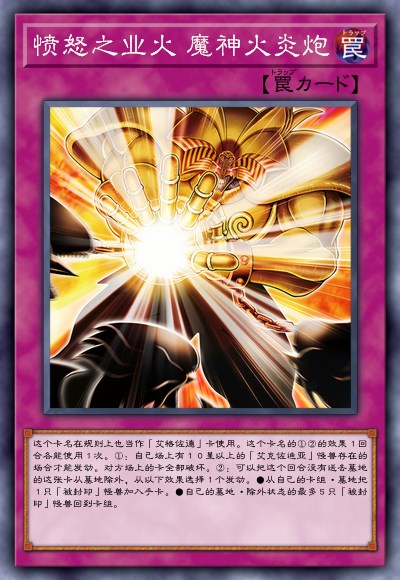 愤怒之业火 魔神火炎炮
トラップ
罠
トラップ
【罠カード】
这个卡名在规则上也当作「艾格佐德」卡使用。这个卡名的①②的效果1回
合各能使用1次。①：自己场上有10星以上的「艾克佐迪亚」怪兽存在的
场合才能发动。对方场上的卡全部破坏。②：可以把这个回合没有送去墓地
的这张卡从墓地除外，从以下效果选择1个发动。●从自己的卡组·墓地把
1只「被封印」怪兽加入手卡。●自己的墓地·除外状态的最多5只「被封
印」怪兽回到卡组。